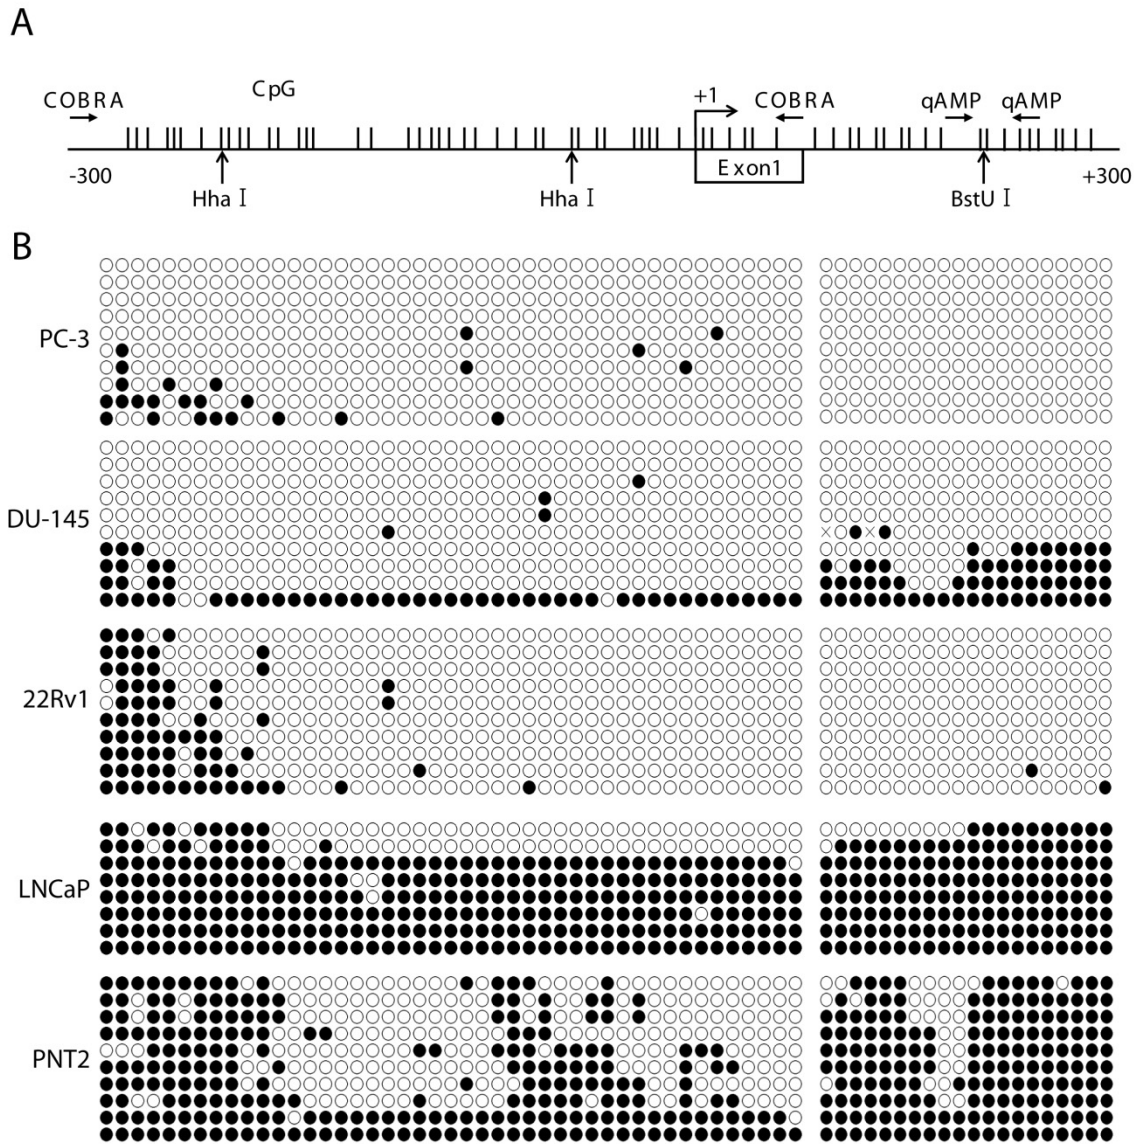 A
COBRA
CpG
+1
COBRA
qAMP
qAMP
Exon1
-300
Hha I
Hha I
BstU I
+300
B
PC-3
DU-145
22Rv1
LNCaP
PNT2